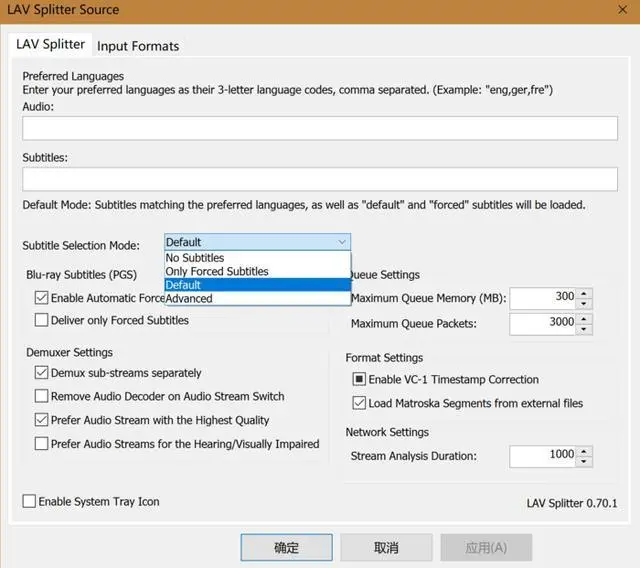 LAV Splitter Source
LAV Splitter
Input Formats
Preferred Languages
Enter your preferred languages as their 3-letter language codes, comma separated. (Example: "eng,ger,fre")
Audio:
Subtitles:
Default Mode: Subtitles matching the preferred languages, as well as "default" and "forced" subtitles will be loaded.
Subtitle Selection Mode:
Default
No Subtitles
Only Forced Subtitles
Default
Advanced
Blu-ray Subtitles (PGS)
Enable Automatic Force
Deliver only Forced Subtitles
Queue Settings
Maximum Queue Memory (MB):
300
Maximum Queue Packets:
3000
Demuxer Settings
Demux sub-streams separately
Remove Audio Decoder on Audio Stream Switch
Prefer Audio Stream with the Highest Quality
Prefer Audio Streams for the Hearing/Visually Impaired
Format Settings
Enable VC-1 Timestamp Correction
Load Matroska Segments from external files
Network Settings
Stream Analysis Duration:
1000
Enable System Tray Icon
LAV Splitter 0.70.1
确定
取消
应用(A)